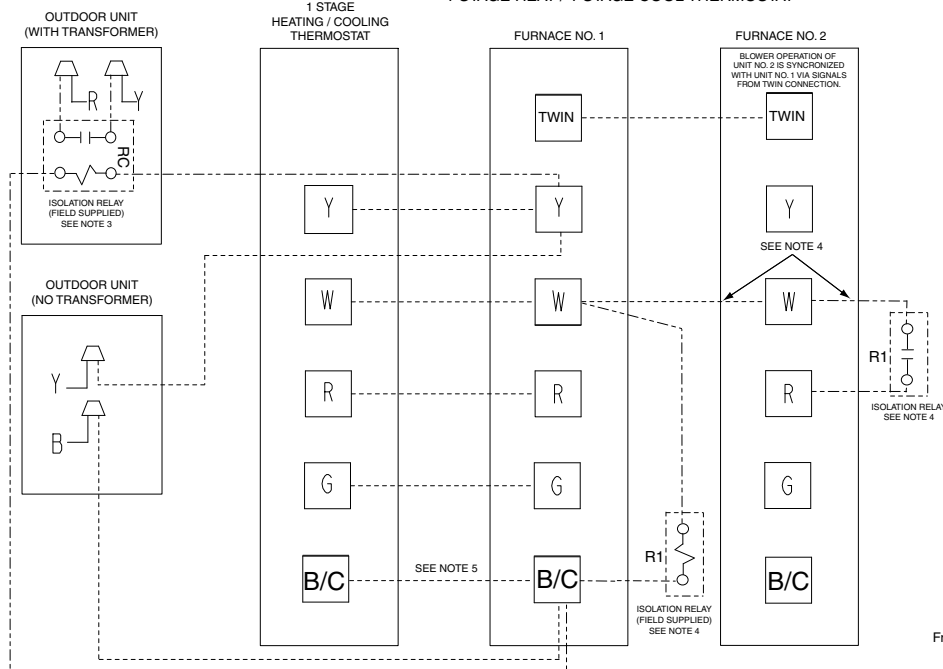 1 STAGE HEAT / 1 STAGE COOL THERMOSTAT
OUTDOOR UNIT
(WITH TRANSFORMER)
1 STAGE
HEATING / COOLING
THERMOSTAT
FURNACE NO. 1
FURNACE NO. 2
BLOWER OPERATION OF
UNIT NO. 2 IS SYNCRONIZED
WITH UNIT NO. 1 VIA SIGNALS
FROM TWIN CONNECTION.
R
Y
RC
ISOLATION RELAY
(FIELD SUPPLIED)
SEE NOTE 3
TWIN
TWIN
Y
Y
Y
SEE NOTE 4
OUTDOOR UNIT
(NO TRANSFORMER)
Y
B
W
W
W
R1
ISOLATION RELAY
SEE NOTE 4
R
R
R
G
G
G
R1
ISOLATION RELAY
(FIELD SUPPLIED)
SEE NOTE 4
B/C
SEE NOTE 5
B/C
B/C